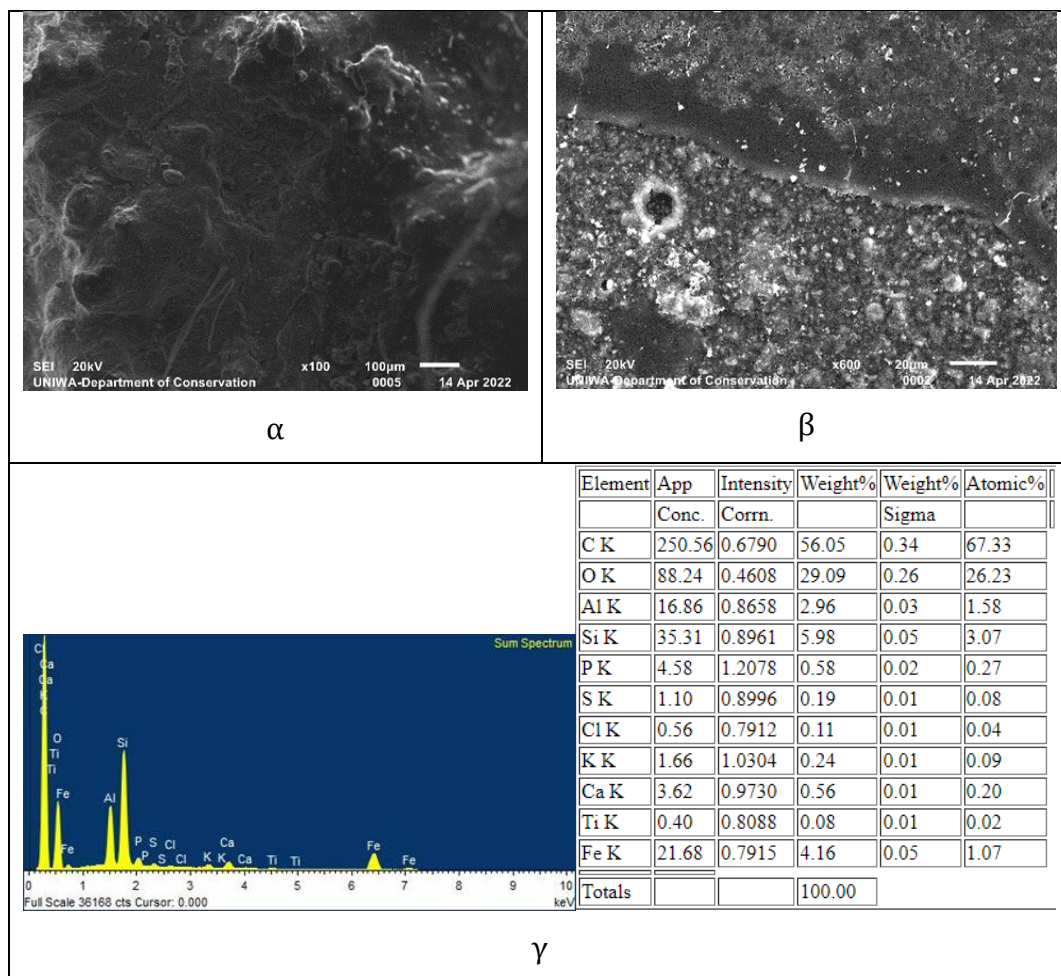 SEI 20kV x100 100µm
UNIWA-Department of Conservation 0005 14 Apr 2022
α
SEI 20kV x600 20µm
UNIWA-Department of Conservation 0002 14 Apr 2022
β
Sum Spectrum
Cl
Ca
Ca
K
C
O
Ti
Ti
Fe
Fe
Al
Si
P
P
S
S
Cl
Cl
K
K
Ca
Ca
Ti
Ti
Fe
Fe
0 1 2 3 4 5 6 7 8 9 10
Full Scale 36168 cts Cursor: 0.000 keV
Element App Intensity Weight% Weight% Atomic%
Conc. Corrn. Sigma
C K 250.56 0.6790 56.05 0.34 67.33
O K 88.24 0.4608 29.09 0.26 26.23
Al K 16.86 0.8658 2.96 0.03 1.58
Si K 35.31 0.8961 5.98 0.05 3.07
P K 4.58 1.2078 0.58 0.02 0.27
S K 1.10 0.8996 0.19 0.01 0.08
Cl K 0.56 0.7912 0.11 0.01 0.04
K K 1.66 1.0304 0.24 0.01 0.09
Ca K 3.62 0.9730 0.56 0.01 0.20
Ti K 0.40 0.8088 0.08 0.01 0.02
Fe K 21.68 0.7915 4.16 0.05 1.07
Totals 100.00
γ